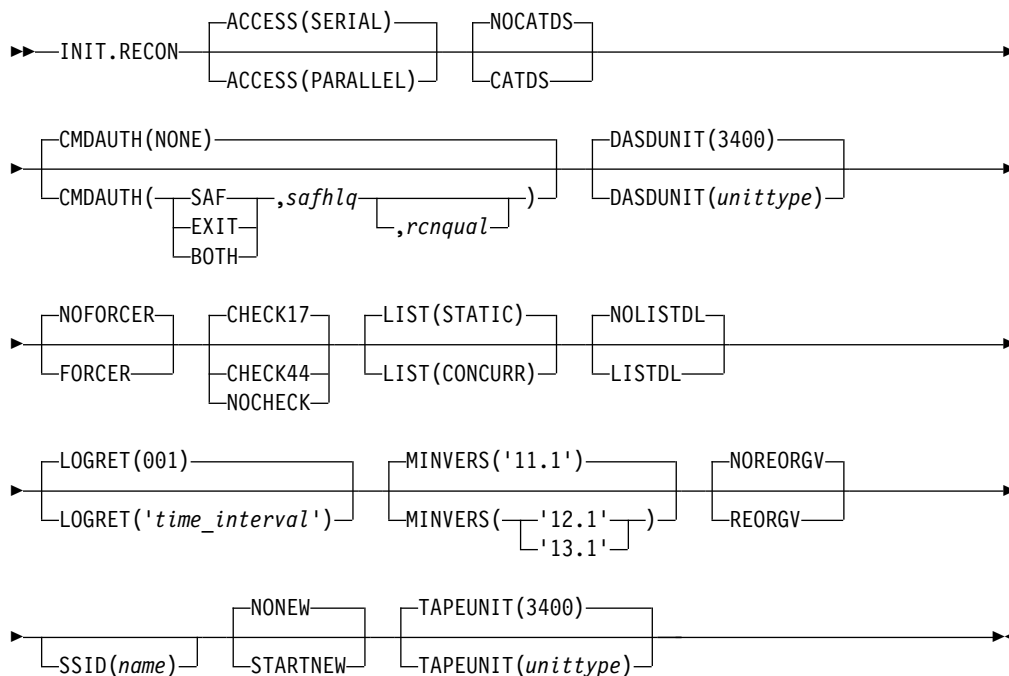 ACCESS(SERIAL) NOCATDS
INIT.RECON
ACCESS(PARALLEL) CATDS
CMDAUTH(NONE) DASDUNIT(3400)
CMDAUTH( SAF ,safhlq ) DASDUNIT(unittype)
EXIT ,rcnqual
BOTH
NOFORCER CHECK17 LIST(STATIC) NOLISTDL
FORCER CHECK44 LIST(CONCURR) LISTDL
NOCHECK
LOGRET(001) MINVERS('11.1') NOREORGV
LOGRET('time_interval') MINVERS( '12.1' ) REORGV
'13.1'
NONEW TAPEUNIT(3400)
SSID(name) STARTNEW TAPEUNIT(unittype)